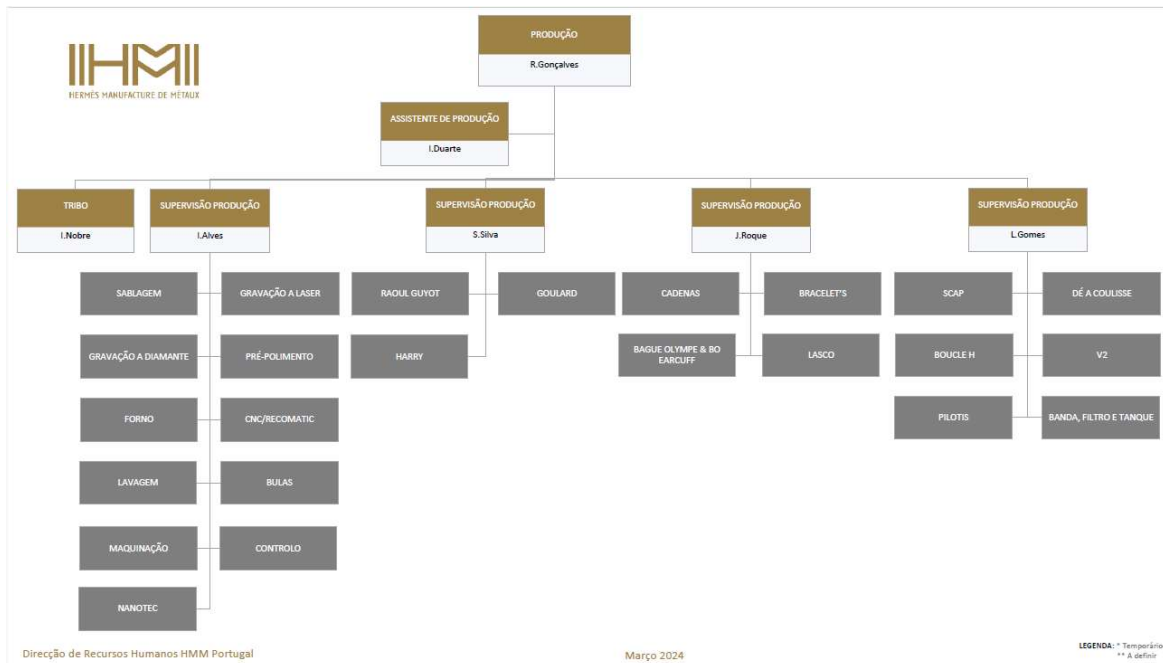 PRODUÇÃO
R.Gonçalves
HERMÈS MANUFACTURE DE MÉTAUX
ASSISTENTE DE PRODUÇÃO
I.Duarte
TRIBO
I.Nobre
SUPERVISÃO PRODUÇÃO
I.Alves
SUPERVISÃO PRODUÇÃO
S.Silva
SUPERVISÃO PRODUÇÃO
J.Roque
SUPERVISÃO PRODUÇÃO
L.Gomes
SABLAGEM
GRAVAÇÃO A LASER
GRAVAÇÃO A DIAMANTE
PRÉ-POLIMENTO
FORNO
CNC/RECOMATIC
LAVAGEM
BULAS
MAQUINAÇÃO
CONTROLO
NANOTEC
RAOUL GUYOT
GOULARD
HARRY
CADENAS
BRACELET'S
BAGUE OLYMPE & BO
EARCUFF
LASCO
SCAP
DÉ A COULISSE
BOUCLE H
V2
PILOTIS
BANDA, FILTRO E TANQUE
Direcção de Recursos Humanos HMM Portugal
Março 2024
LEGENDA: * Temporário
** A definir